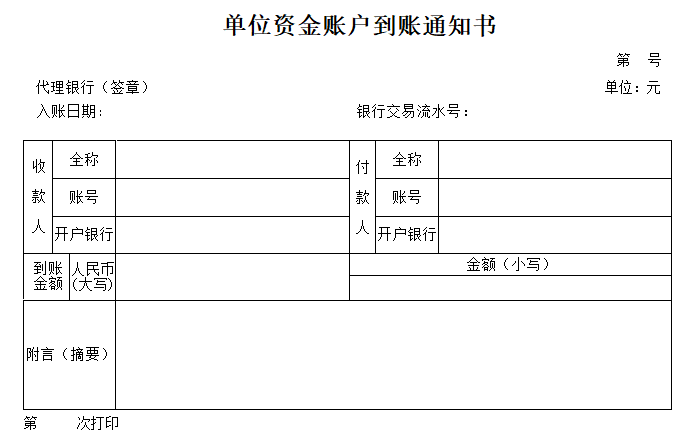 单位资金账户到账通知书
第 号
代理银行（签章） 单位：元
入账日期： 银行交易流水号：
收款人 全称 付款人 全称
账号 账号
开户银行 开户银行
到账金额 人民币(大写) 金额（小写）
附言（摘要）
第 次打印